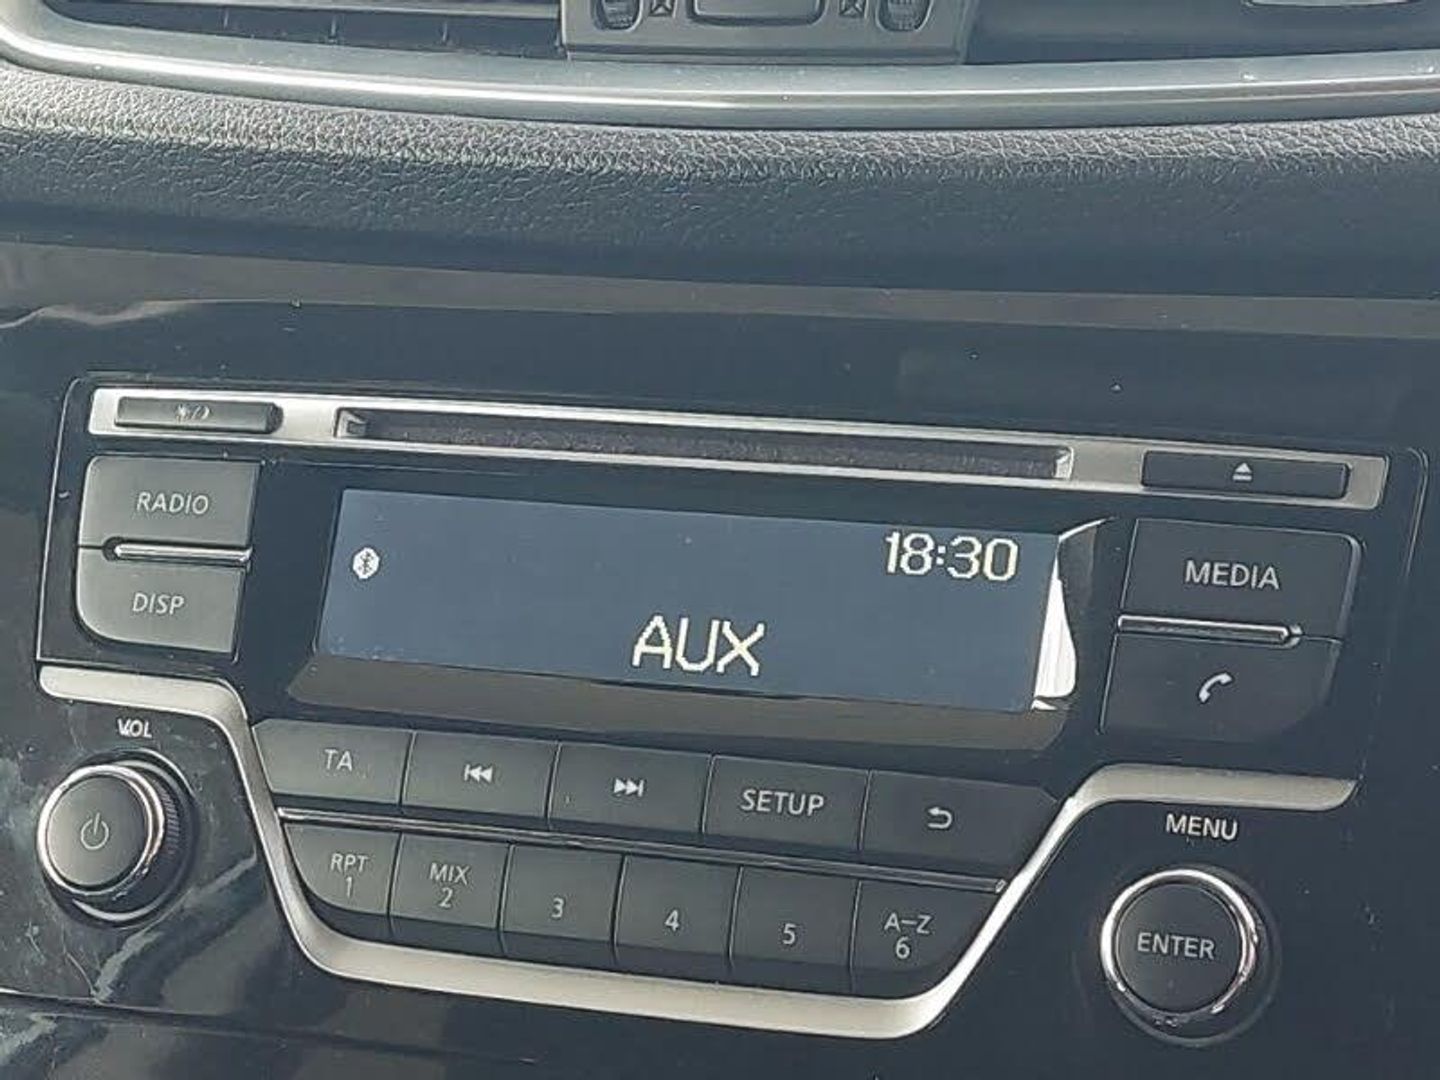 RADIO
DISP
18:30
AUX
MEDIA
VOL
TA
SETUP
MENU
RPT
1
MIX
2
3
4
5
A-Z
6
ENTER